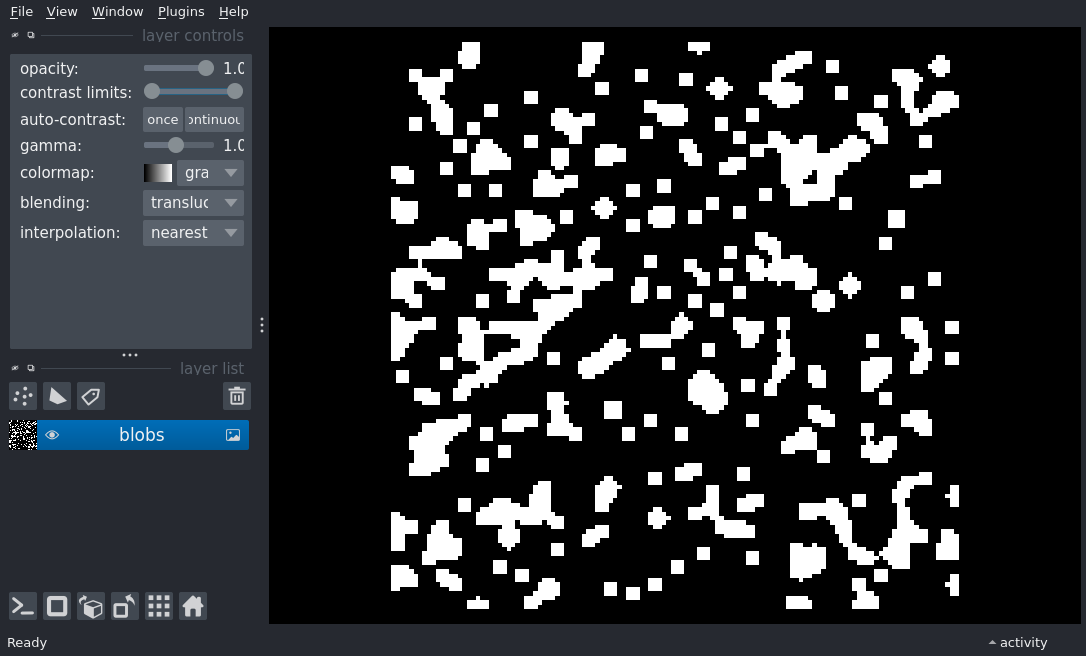 File View Window Plugins Help
layer controls
opacity: 1.0
contrast limits:
auto-contrast: once ontinuou
gamma: 1.0
colormap: gra
blending: transluc
interpolation: nearest
layer list
blobs
Ready
activity